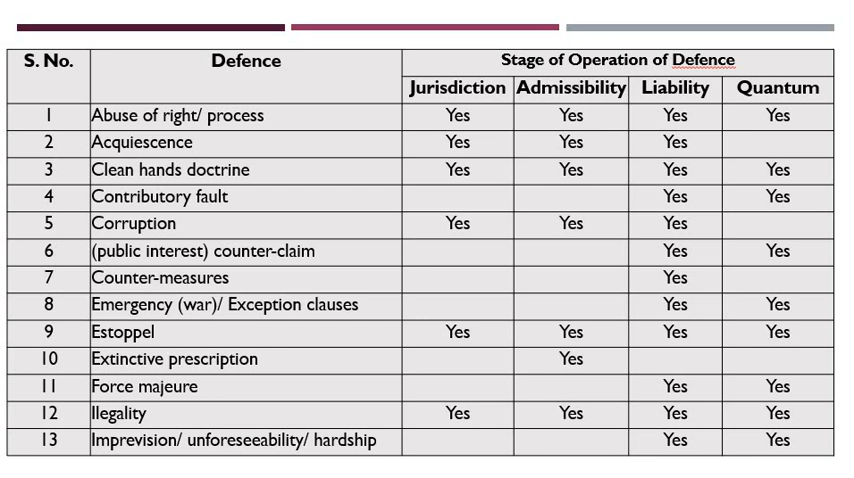 S. No. Defence Stage of Operation of Defence
Jurisdiction Admissibility Liability Quantum
1 Abuse of right/ process Yes Yes Yes Yes
2 Acquiescence Yes Yes Yes
3 Clean hands doctrine Yes Yes Yes Yes
4 Contributory fault Yes Yes
5 Corruption Yes Yes Yes
6 (public interest) counter-claim Yes Yes
7 Counter-measures Yes
8 Emergency (war)/ Exception clauses Yes Yes
9 Estoppel Yes Yes Yes Yes
10 Extinctive prescription Yes
11 Force majeure Yes Yes
12 Ilegality Yes Yes Yes Yes
13 Imprevision/ unforeseeability/ hardship Yes Yes